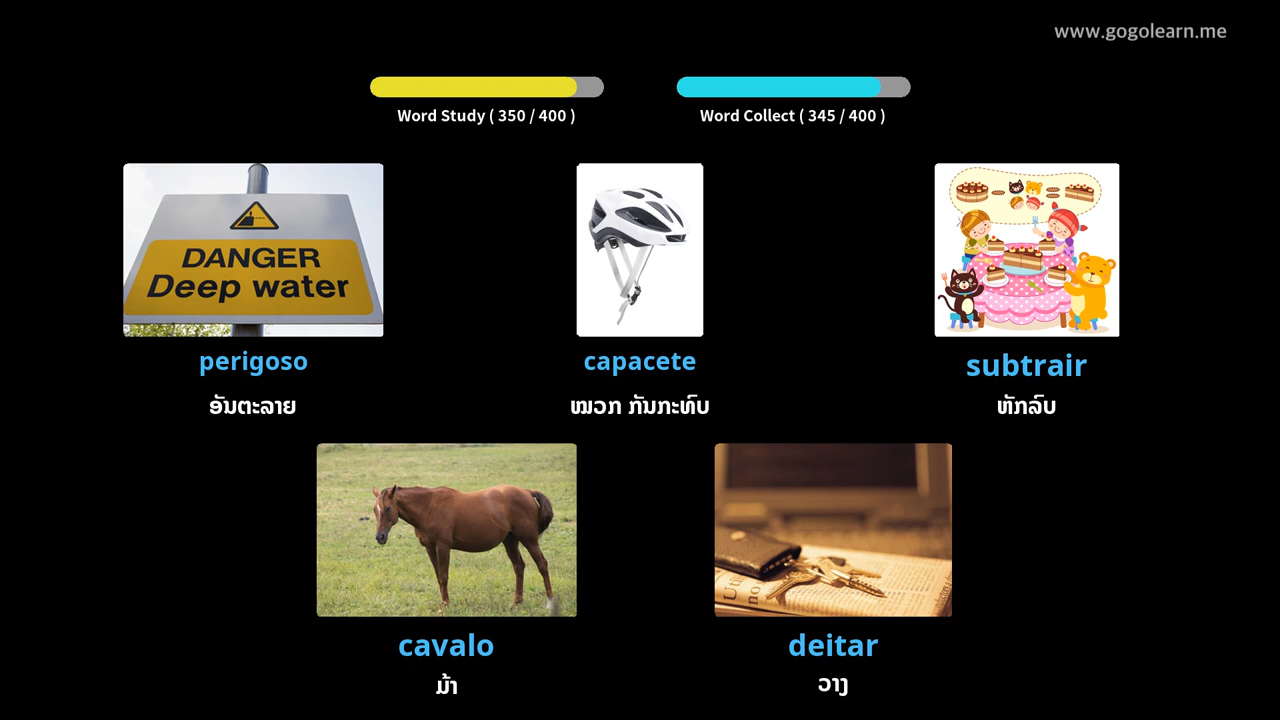 www.gogolearn.me
Word Study ( 350 / 400 )
Word Collect ( 345 / 400 )
DANGER
Deep water
perigoso
capacete
subtrair
ອັນຕະລາຍ
ໝວກ ກັນກະທົບ
ຫັກລົບ
cavalo
deitar
ມ້າ
ວາງ